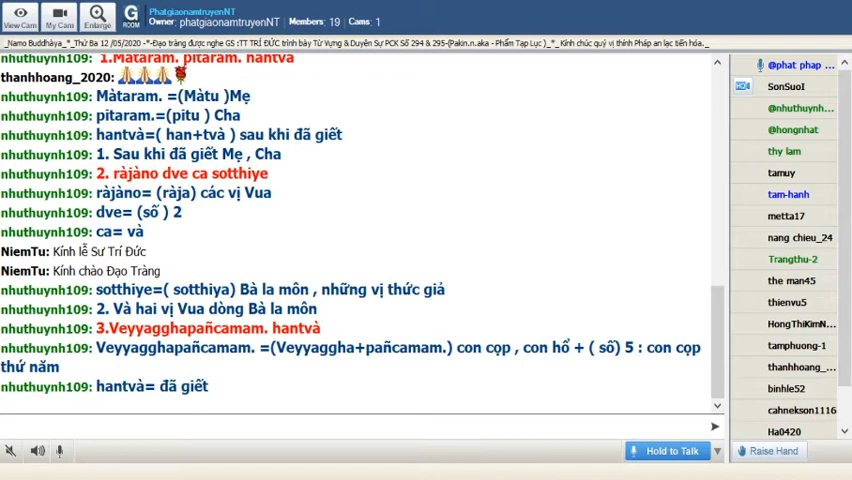 View Cam
My Cam
Enlarge
G
ROOM
PhatgiaonamtruyenNT
Owner: phatgiaonamtruyenNT | Members: 19 | Cams: 1
_Namo Buddhàya_*_Thứ Ba 12 /05/2020 -*-Đạo tràng được nghe GS :TT TRÍ ĐỨC trình bày Từ Vựng &Duyên Sự PCK Số 294 & 295-(Pakin.n.aka - Phẩm Tạp Lục )_*_Kính chúc quý vị thính Pháp an lạc tiến hóa._
nhuthuynh109: 1.Màtaram. pitaram. hantvà
thanhhoang_2020: 🙏🙏🙏🌹
nhuthuynh109: Màtaram. =(Màtu )Mẹ
nhuthuynh109: pitaram.=(pitu ) Cha
nhuthuynh109: hantvà=( han+tvà ) sau khi đã giết
nhuthuynh109: 1. Sau khi đã giết Mẹ , Cha
nhuthuynh109: 2. ràjàno dve ca sotthiye
nhuthuynh109: ràjàno= (ràja) các vị Vua
nhuthuynh109: dve= (số ) 2
nhuthuynh109: ca= và
NiemTu: Kính lễ Sư Trí Đức
NiemTu: Kính chào Đạo Tràng
nhuthuynh109: sotthiye=( sotthiya) Bà la môn , những vị thức giả
nhuthuynh109: 2. Và hai vị Vua dòng Bà la môn
nhuthuynh109: 3.Veyyagghapañcamam. hantvà
nhuthuynh109: Veyyagghapañcamam. =(Veyyaggha+pañcamam.) con cọp , con hổ + ( số) 5 : con cọp
thứ năm
nhuthuynh109: hantvà= đã giết
@phat phap ...
SonSuoI
@nhuthuynh...
@hongnhat
thy lam
tamuy
tam-hanh
metta17
nang chieu_24
Trangthu-2
the man45
thienvu5
HongThiKimN...
tamphuong-1
thanhhoang_...
binhle52
cahnekson1116
Ha0420
Hold to Talk
Raise Hand